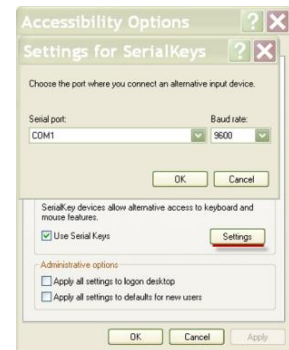 Accessibility Options
Settings for SerialKeys
Choose the port where you connect an alternative input device.
Serial port:
Baud rate:
COM1
9600
OK
Cancel
SerialKey devices allow alternative access to keyboard and
mouse features.
Use Serial Keys
Settings
Administrative options
Apply all settings to logon desktop
Apply all settings to defaults for new users
OK
Cancel
Apply